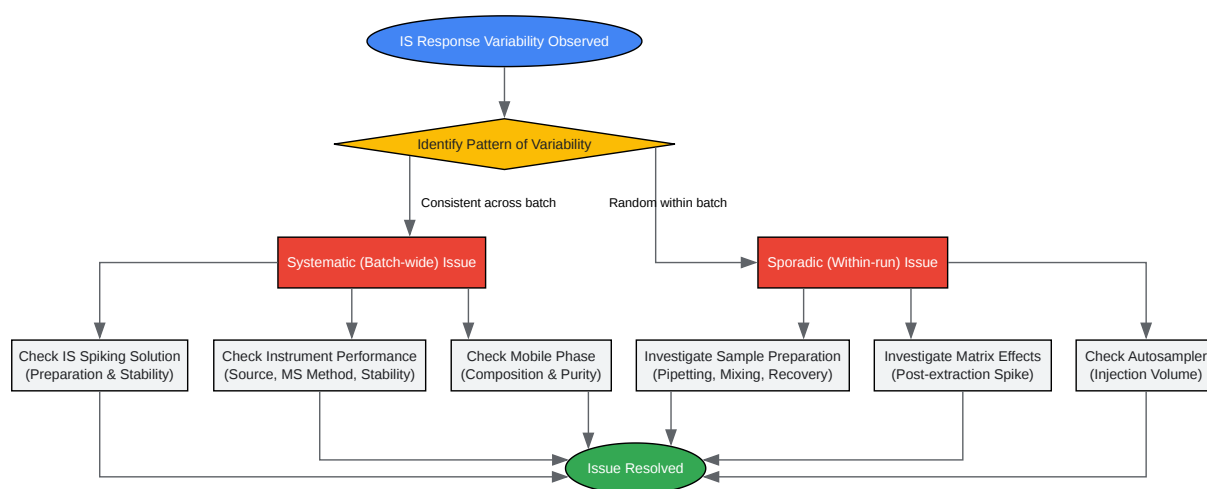 IS Response Variability Observed
Identify Pattern of Variability
Consistent across batch
Random within batch
Systematic (Batch-wide) Issue
Sporadic (Within-run) Issue
Check IS Spiking Solution
(Preparation & Stability)
Check Instrument Performance
(Source, MS Method, Stability)
Check Mobile Phase
(Composition & Purity)
Investigate Sample Preparation
(Pipetting, Mixing, Recovery)
Investigate Matrix Effects
(Post-extraction Spike)
Check Autosampler
(Injection Volume)
Issue Resolved